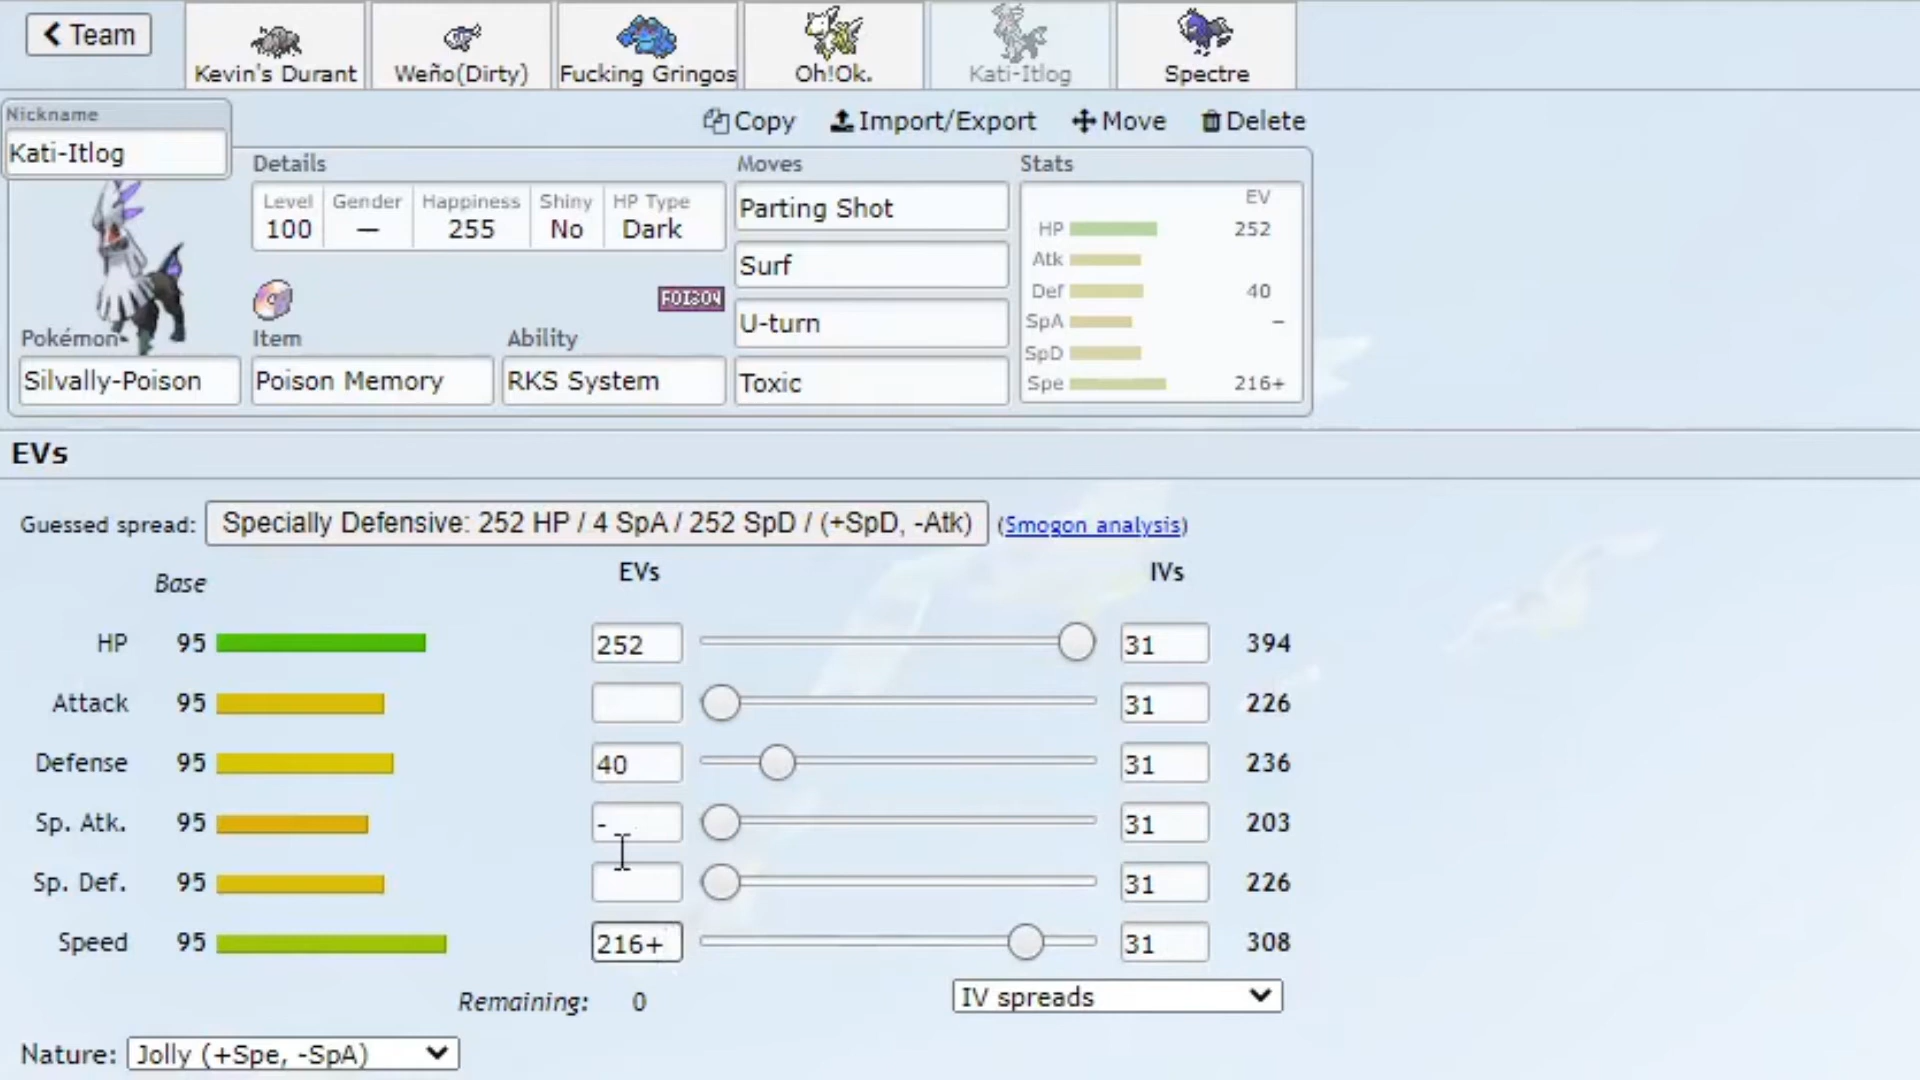 Team
Kevin's Durant
Weño(Dirty)
Fucking Gringos
Oh!Ok.
Kati-Itlog
Spectre
Nickname
Kati-Itlog
Copy
Import/Export
Move
Delete
Details
Level
Gender
Happiness
Shiny
HP Type
100
—
255
No
Dark
POISON
Pokémon
Item
Ability
Silvally-Poison
Poison Memory
RKS System
Moves
Parting Shot
Surf
U-turn
Toxic
Stats
EV
HP 252
Atk
Def 40
SpA –
SpD
Spe 216+
EVs
Guessed spread: Specially Defensive: 252 HP / 4 SpA / 252 SpD / (+SpD, -Atk) (Smogon analysis)
Base EVs IVs
HP 95 252 31 394
Attack 95 31 226
Defense 95 40 31 236
Sp. Atk. 95 - 31 203
Sp. Def. 95 31 226
Speed 95 216+ 31 308
Remaining: 0
IV spreads
Nature: Jolly (+Spe, -SpA)